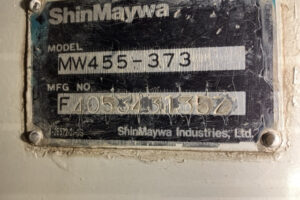 ShinMaywa
MODEL
MW455-373
MFG NO.
ShinMaywa Industries, Ltd.